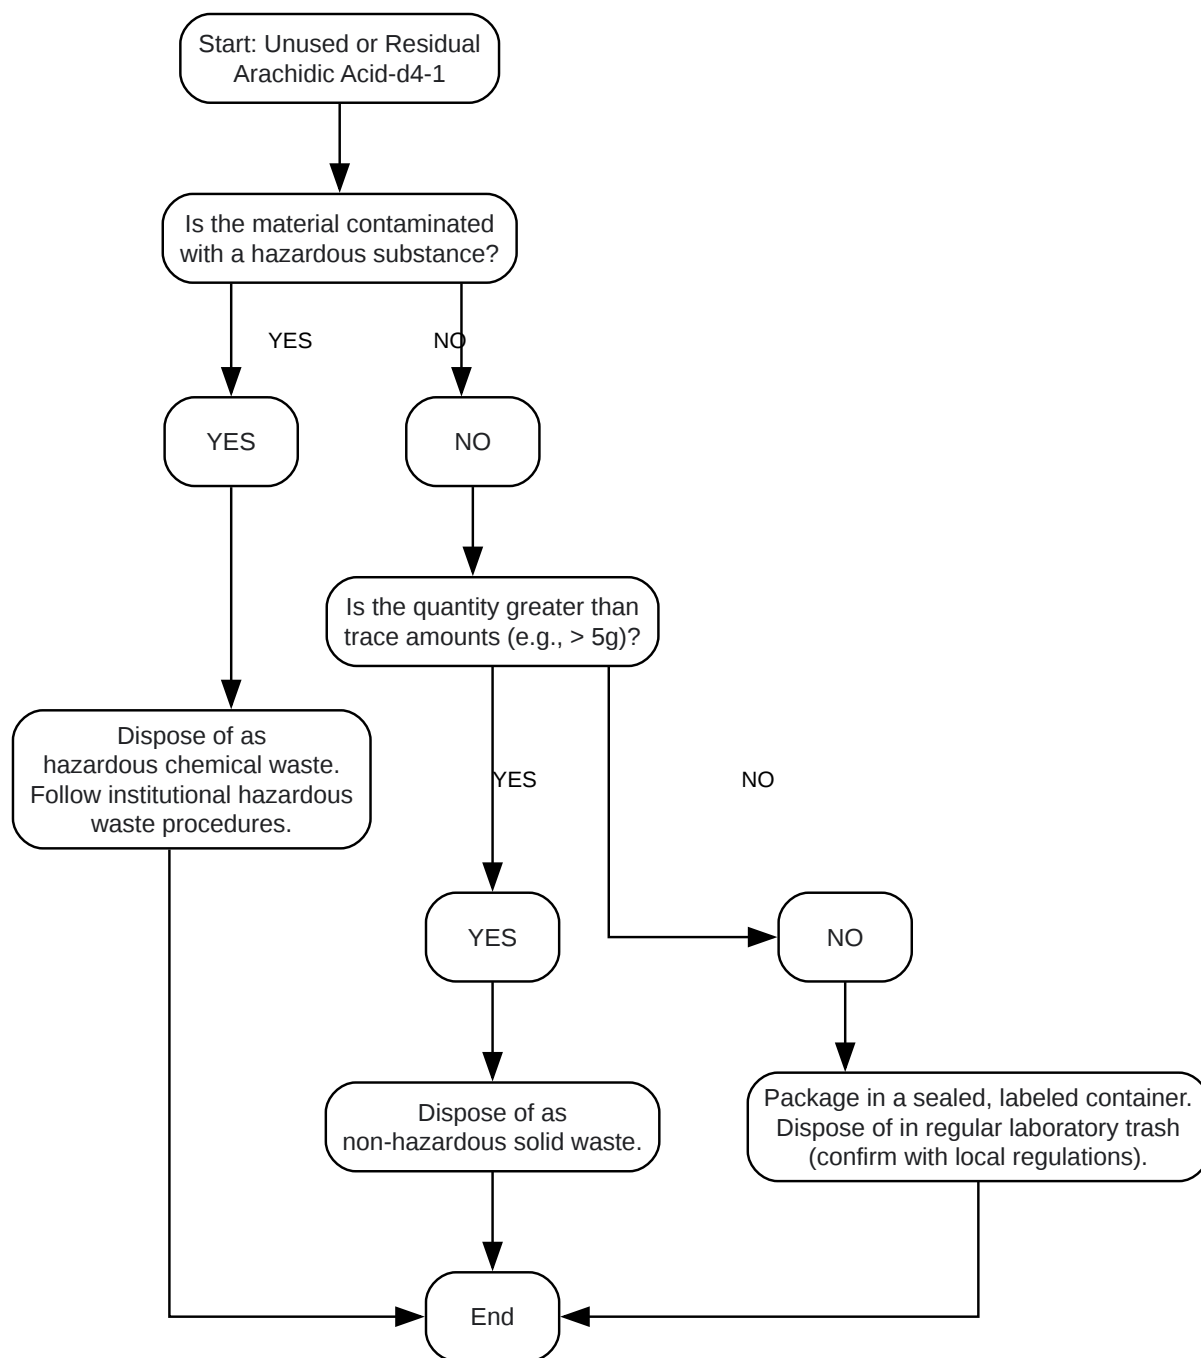 Start: Unused or Residual
Arachidic Acid-d4-1
Is the material contaminated
with a hazardous substance?
YES
NO
YES
NO
Is the quantity greater than
trace amounts (e.g., > 5g)?
Dispose of as
hazardous chemical waste.
Follow institutional hazardous
waste procedures.
YES
NO
YES
NO
Dispose of as
non-hazardous solid waste.
Package in a sealed, labeled container.
Dispose of in regular laboratory trash
(confirm with local regulations).
End